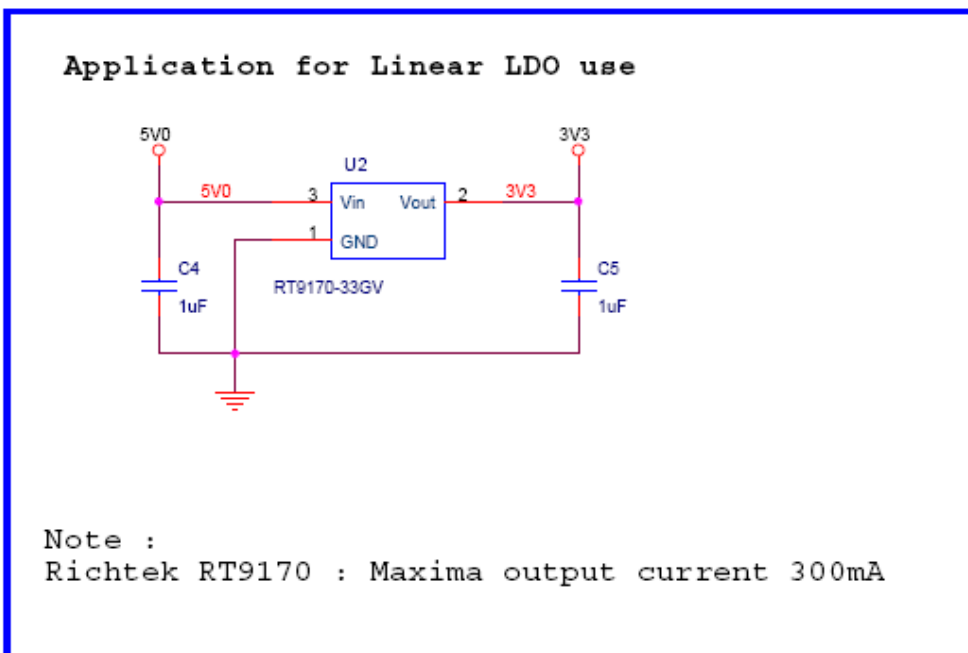 Application for Linear LDO use
5V0
3V3
U2
5V0
3
Vin
Vout
2
3V3
1
GND
C4
1uF
RT9170-33GV
C5
1uF
Note :
Richtek RT9170 : Maxima output current 300mA